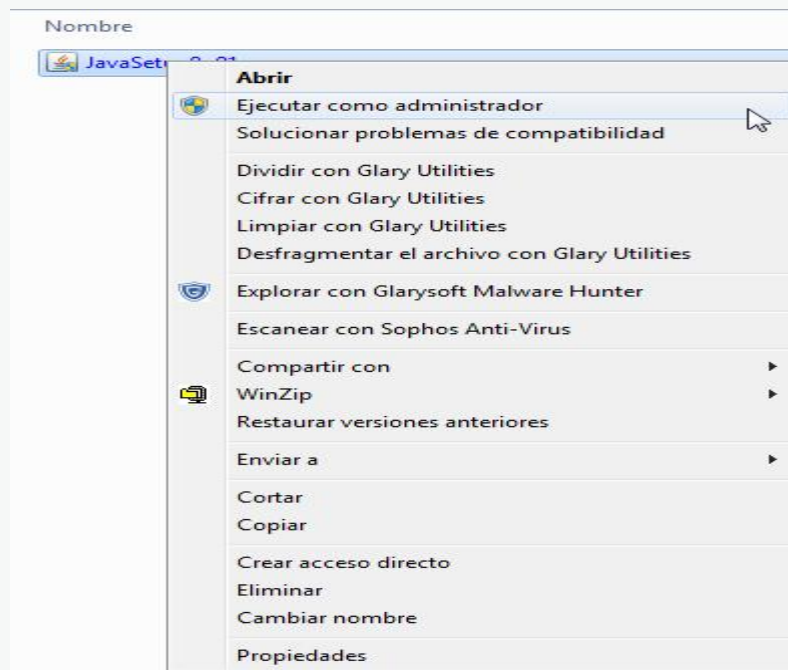 Nombre
JavaSetu
Abrir
Ejecutar como administrador
Solucionar problemas de compatibilidad
Dividir con Glary Utilities
Cifrar con Glary Utilities
Limpiar con Glary Utilities
Desfragmentar el archivo con Glary Utilities
Explorar con Glarysoft Malware Hunter
Escanear con Sophos Anti-Virus
Compartir con
WinZip
Restaurar versiones anteriores
Enviar a
Cortar
Copiar
Crear acceso directo
Eliminar
Cambiar nombre
Propiedades